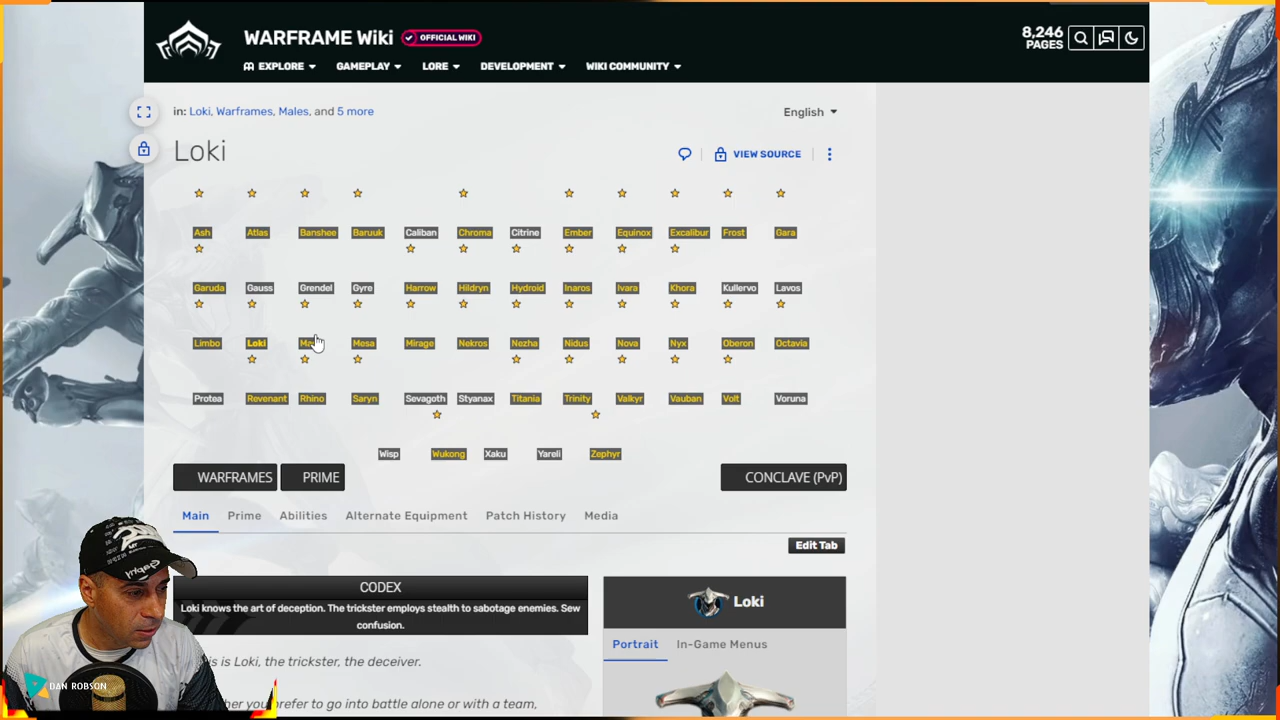 WARFRAME Wiki OFFICIAL WIKI
8,246 PAGES
EXPLORE GAMEPLAY LORE DEVELOPMENT WIKI COMMUNITY
in: Loki, Warframes, Males, and 5 more
English
Loki
VIEW SOURCE
Ash Atlas Banshee Baruuk Caliban Chroma Citrine Ember Equinox Excalibur Frost Gara
Garuda Gauss Grendel Gyre Harrow Hildryn Hydroid Inaros Ivara Khora Kullervo Lavos
Limbo Loki Mesa Mirage Nekros Nezha Nidus Nova Nyx Oberon Octavia
Protea Revenant Rhino Saryn Sevagoth Styanax Titania Trinity Valkyr Vauban Volt Voruna
Wisp Wukong Xaku Yareli Zephyr
WARFRAMES PRIME CONCLAVE (PvP)
Main Prime Abilities Alternate Equipment Patch History Media
Edit Tab
CODEX
Loki knows the art of deception. The trickster employs stealth to sabotage enemies. Sew
confusion.
is Loki, the trickster, the deceiver.
you prefer to go into battle alone or with a team,
Loki
Portrait In-Game Menus
DAN ROBSON